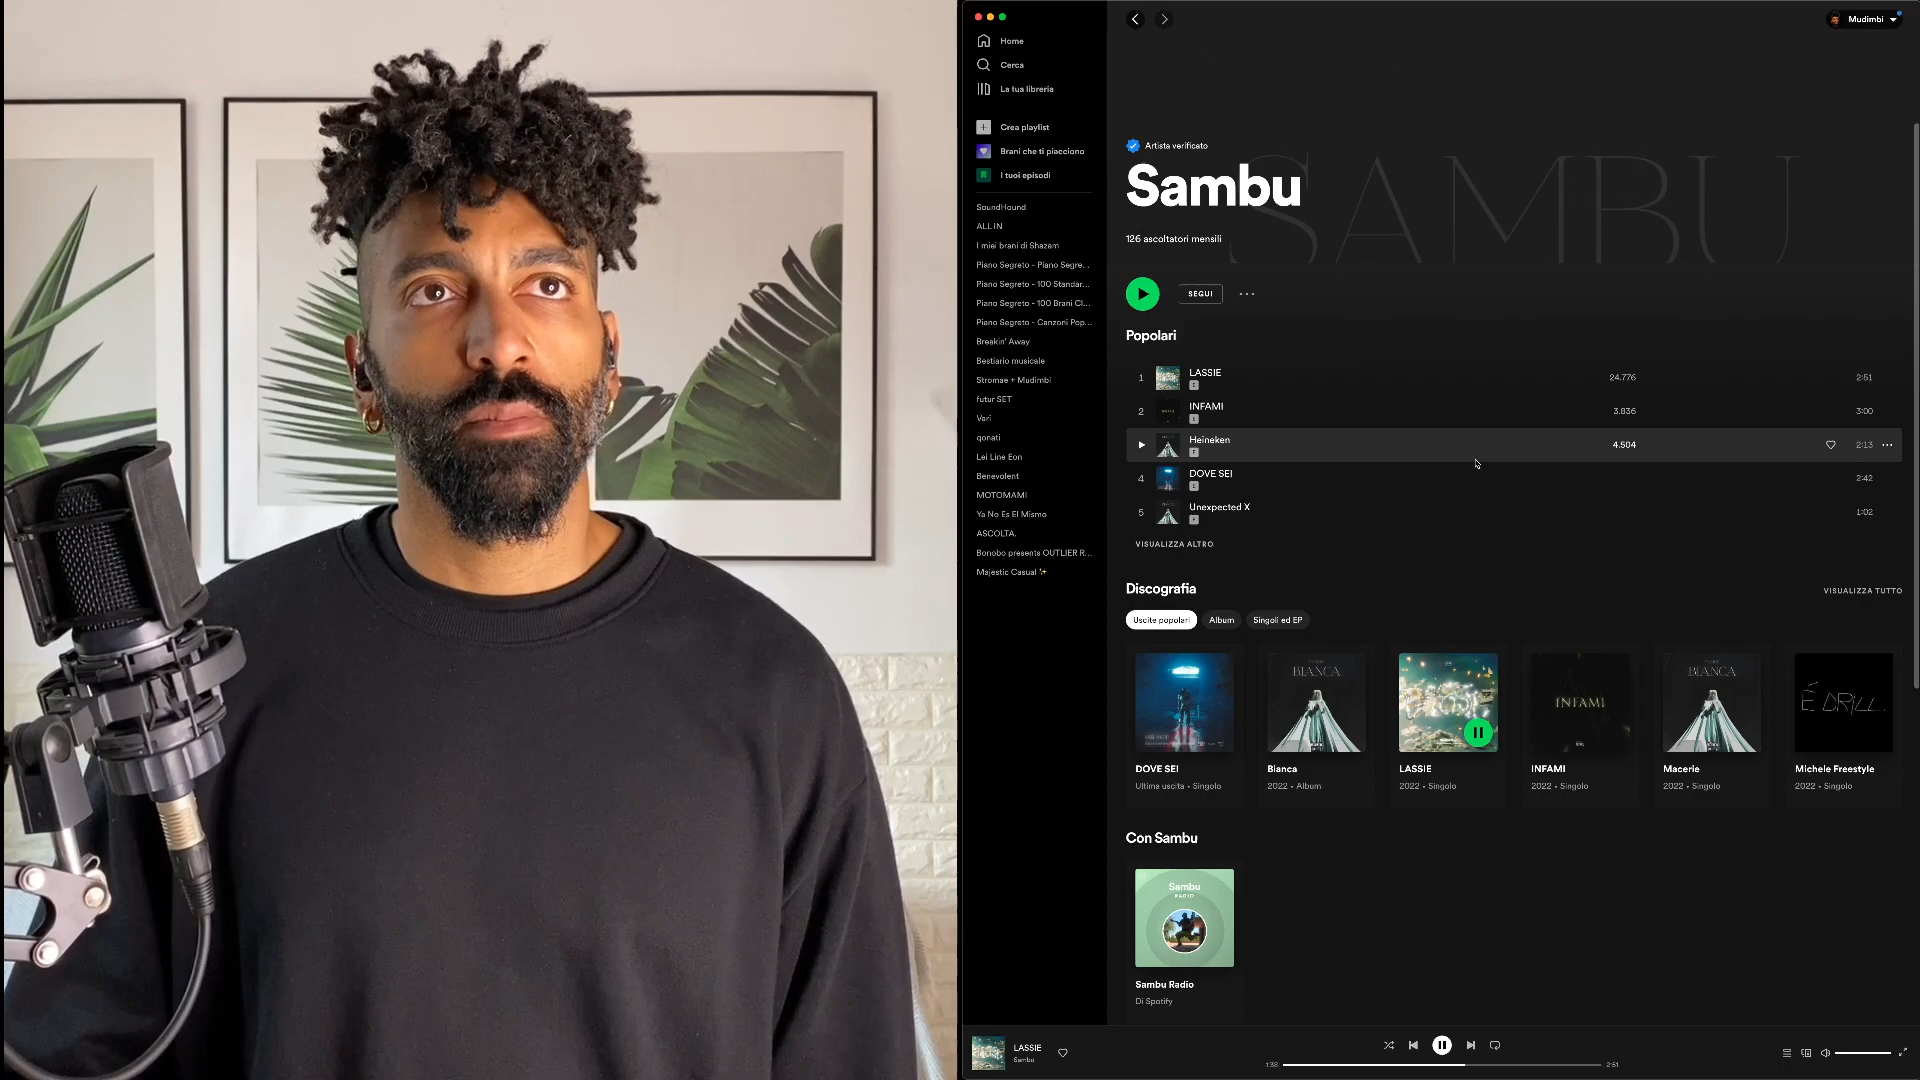 Home
Cerca
La tua libreria
Crea playlist
Brani che ti piacciono
I tuoi episodi
SoundHound
ALL IN
I miei brani di Shazam
Piano Segreto - Piano Segre...
Piano Segreto - 100 Standar...
Piano Segreto - 100 Brani Cl...
Piano Segreto - Canzoni Pop...
Breakin' Away
Bestiario musicale
Stromae + Mudimbi
futur SET
Vari
qonati
Lei Line Eon
Benevolent
MOTOMAMI
Ya No Es El Mismo
ASCOLTA.
Bonobo presents OUTLIER R...
Majestic Casual ✨
Mudimbi
Artista verificato
Sambu
SAMBU
126 ascoltatori mensili
SEGUI
Popolari
1 LASSIE 24.776 2:51
E
2 INFAMI 3.836 3:00
E
Heineken 4.504 2:13
E
4 DOVE SEI 2:42
E
5 Unexpected X 1:02
E
VISUALIZZA ALTRO
Discografia
VISUALIZZA TUTTO
Uscite popolari Album Singoli ed EP
BIANCA
INFAMI
BIANCA
É DRILL.
DOVE SEI
Ultima uscita • Singolo
Bianca
2022 • Album
LASSIE
2022 • Singolo
INFAMI
2022 • Singolo
Macerie
2022 • Singolo
Michele Freestyle
2022 • Singolo
Con Sambu
Sambu
RADIO
Sambu Radio
Di Spotify
LASSIE
Sambu
1:38
2:51